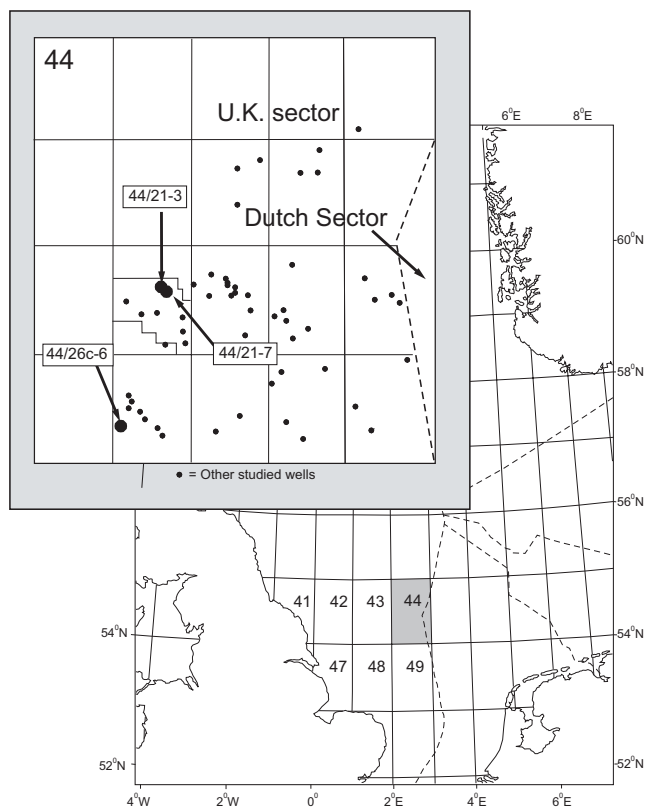 44
U.K. sector
44/21-3
Dutch Sector
44/26c-6
44/21-7
= Other studied wells
6°E 8°E
60°N
58°N
56°N
41 42 43 44
54°N 54°N
47 48 49
52°N 52°N
4°W 2°W 0° 2°E 4°E 6°E